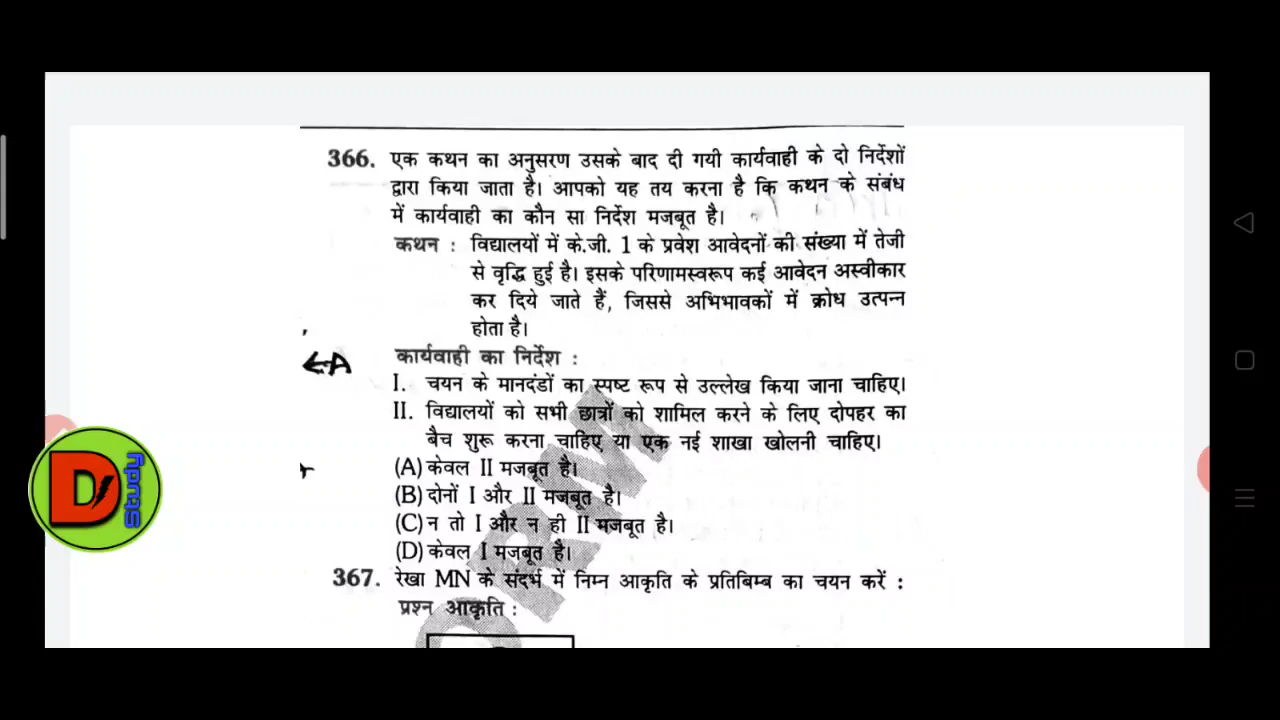 366. एक कथन का अनुसरण उसके बाद दी गयी कार्यवाही के दो निर्देशों
द्वारा किया जाता है। आपको यह तय करना है कि कथन के संबंध
में कार्यवाही का कौन सा निर्देश मजबूत है।
कथन : विद्यालयों में के.जी. 1 के प्रवेश आवेदनों की संख्या में तेजी
से वृद्धि हुई है। इसके परिणामस्वरूप कई आवेदन अस्वीकार
कर दिये जाते हैं, जिससे अभिभावकों में क्रोध उत्पन्न
होता है।
←A
कार्यवाही का निर्देश :
I. चयन के मानदंडों का स्पष्ट रूप से उल्लेख किया जाना चाहिए।
II. विद्यालयों को सभी छात्रों को शामिल करने के लिए दोपहर का
बैच शुरू करना चाहिए या एक नई शाखा खोलनी चाहिए।
(A) केवल II मजबूत है।
(B) दोनों I और II मजबूत है।
(C) न तो I और न ही II मजबूत है।
(D) केवल I मजबूत है।
367. रेखा MN के संदर्भ में निम्न आकृति के प्रतिबिम्ब का चयन करें :
प्रश्न आकृति :
D Study